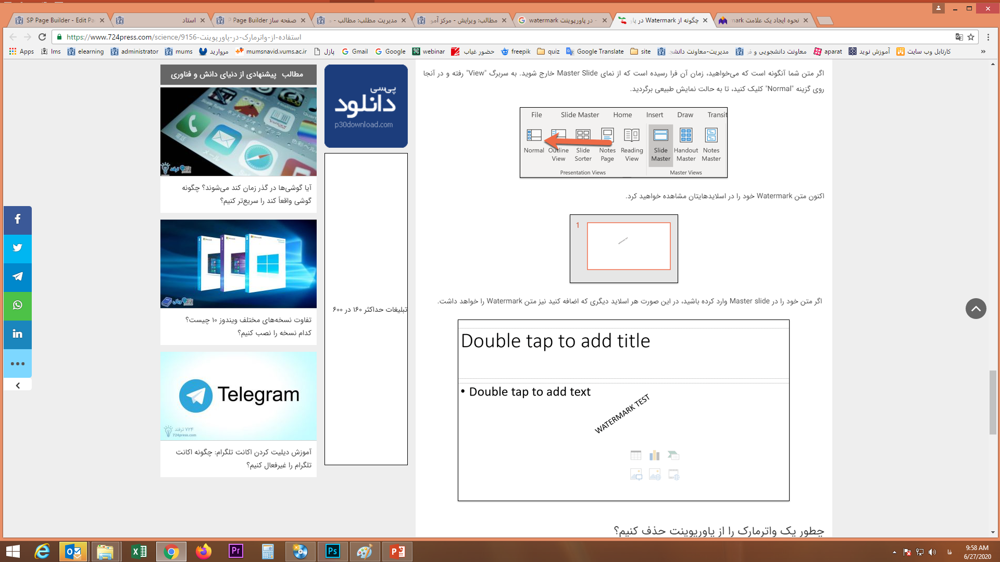 SP Page Builder - Edit Pa
استاد
صفحه ساز SP Page Builder
مدیریت مطلب: مطالب -
مطالب: ویرایش - مرکز آمو
watermark در پاورپوینت -
چگونه از Watermark در پاو
نحوه ایجاد یک علامت
https://www.724press.com/science/9156-استفاده-از-واترمارک-در-پاورپوینت
Apps
lms
elearning
administrator
mums
مروارید
mumsnavid.vums.ac.ir
پازل
Gmail
Google
webinar
حضور غیاب
freepik
quiz
Google Translate
site
مدیریت-معاونت دانشج
معاونت دانشجویی و فر
aparat
آموزش نوید
کارتابل وب سایت
»
اگر متن شما آنگونه است که می‌خواهید، زمان آن فرا رسیده است که از نمای Master Slide خارج شوید. به سربرگ "View" رفته و در آنجا
روی گزینه "Normal" کلیک کنید، تا به حالت نمایش طبیعی برگردید.
File Slide Master Home Insert Draw Transit
Normal Outline View Slide Sorter Notes Page Reading View Slide Master Handout Master Notes Master
Presentation Views Master Views
اکنون متن Watermark خود را در اسلایدهایتان مشاهده خواهید کرد.
1
اگر متن خود را در Master slide وارد کرده باشید، در این صورت هر اسلاید دیگری که اضافه کنید نیز متن Watermark را خواهد داشت.
Double tap to add title
• Double tap to add text
WATERMARK TEST
چطور یک واترمارک را از پاورپوینت حذف کنیم؟
پی‌سی
دانلود
p30download.com
تبلیغات حداکثر ۱۶۰ در ۶۰۰
مطالب پیشنهادی از دنیای دانش و فناوری
آیا گوشی‌ها در گذر زمان کند می‌شوند؟ چگونه
گوشی واقعاً کند را سریع‌تر کنیم؟
تفاوت نسخه‌های مختلف ویندوز ۱۰ چیست؟
کدام نسخه را نصب کنیم؟
Telegram
۷۲۴ ترفند
724press.com
آموزش دیلیت کردن اکانت تلگرام: چگونه اکانت
تلگرام را غیرفعال کنیم؟
فا
9:58 AM
6/27/2020